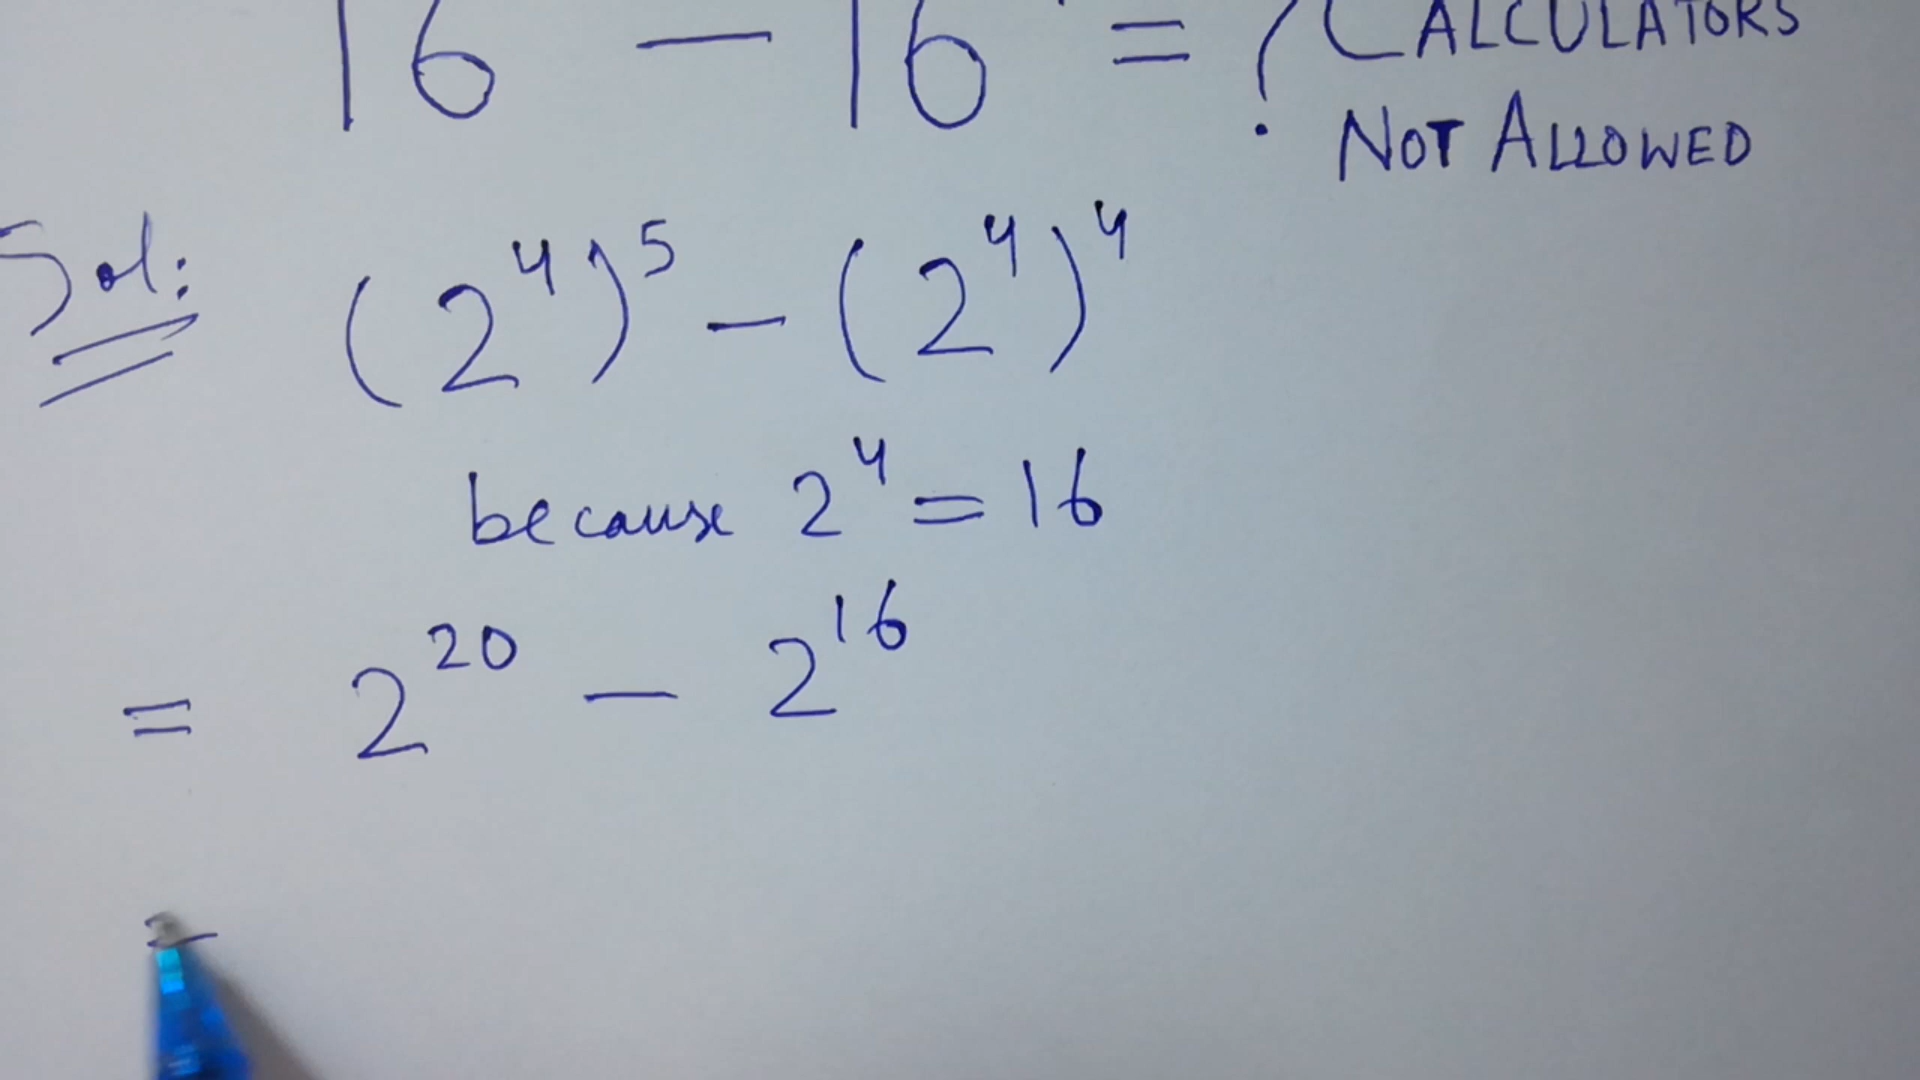 16 − 16 = ? CALCULATORS
NOT ALLOWED
Sol: (2⁴)⁵ − (2⁴)⁴
because 2⁴ = 16
= 2²⁰ − 2¹⁶
=